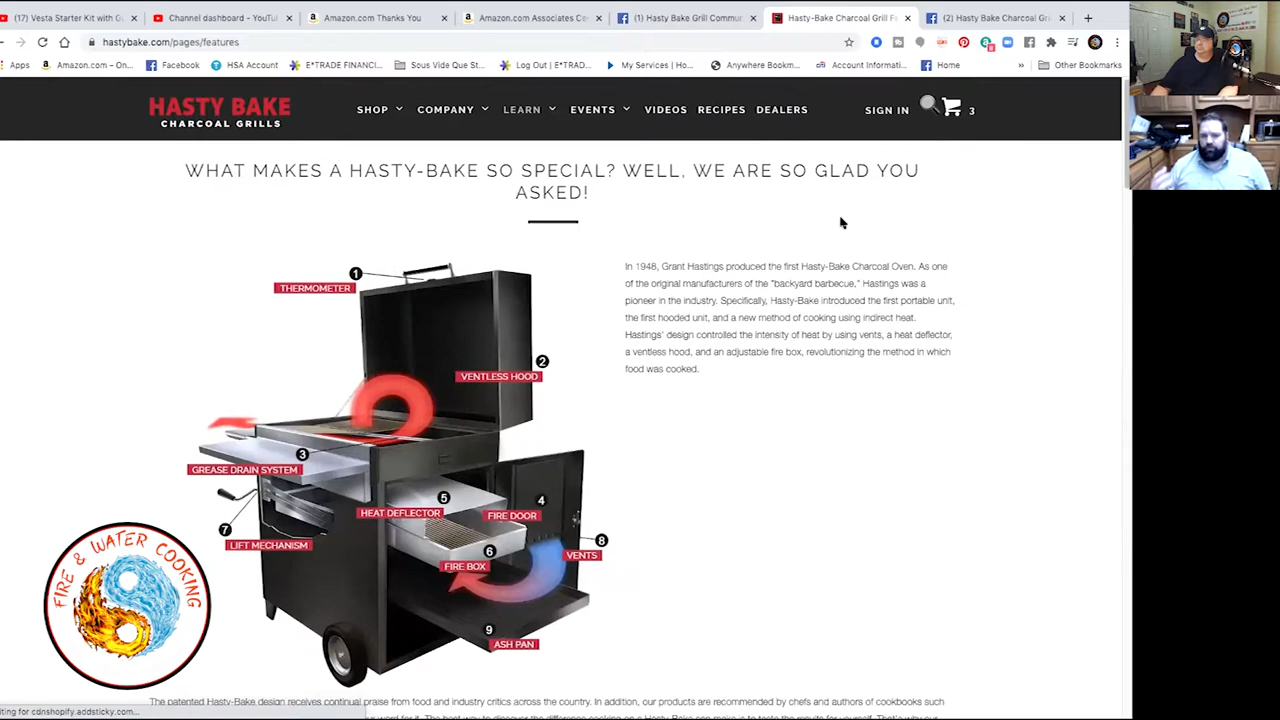 (17) Vesta Starter Kit with G
Channel dashboard - YouTu
Amazon.com Thanks You
Amazon.com Associates Ce
(1) Hasty Bake Grill Commun
Hasty-Bake Charcoal Grill Fe
(2) Hasty Bake Charcoal Gri
hastybake.com/pages/features
Apps
Amazon.com – On...
Facebook
HSA Account
E*TRADE FINANCI...
Sous Vide Que St...
Log Out | E*TRAD...
My Services | Ho...
Anywhere Bookm...
Account Informati...
Home
»
Other Bookmarks
HASTY BAKE
CHARCOAL GRILLS
SHOP
COMPANY
LEARN
EVENTS
VIDEOS
RECIPES
DEALERS
SIGN IN
3
WHAT MAKES A HASTY-BAKE SO SPECIAL? WELL, WE ARE SO GLAD YOU
ASKED!
1
THERMOMETER
2
VENTLESS HOOD
3
GREASE DRAIN SYSTEM
4
FIRE DOOR
5
HEAT DEFLECTOR
6
FIRE BOX
7
LIFT MECHANISM
8
VENTS
9
ASH PAN
In 1948, Grant Hastings produced the first Hasty-Bake Charcoal Oven. As one
of the original manufacturers of the "backyard barbecue," Hastings was a
pioneer in the industry. Specifically, Hasty-Bake introduced the first portable unit,
the first hooded unit, and a new method of cooking using indirect heat.
Hastings' design controlled the intensity of heat by using vents, a heat deflector,
a ventless hood, and an adjustable fire box, revolutionizing the method in which
food was cooked.
FIRE & WATER COOKING
The patented Hasty-Bake design receives continual praise from food and industry critics across the country. In addition, our products are recommended by chefs and authors of cookbooks such
iting for cdnshopify.addsticky.com...